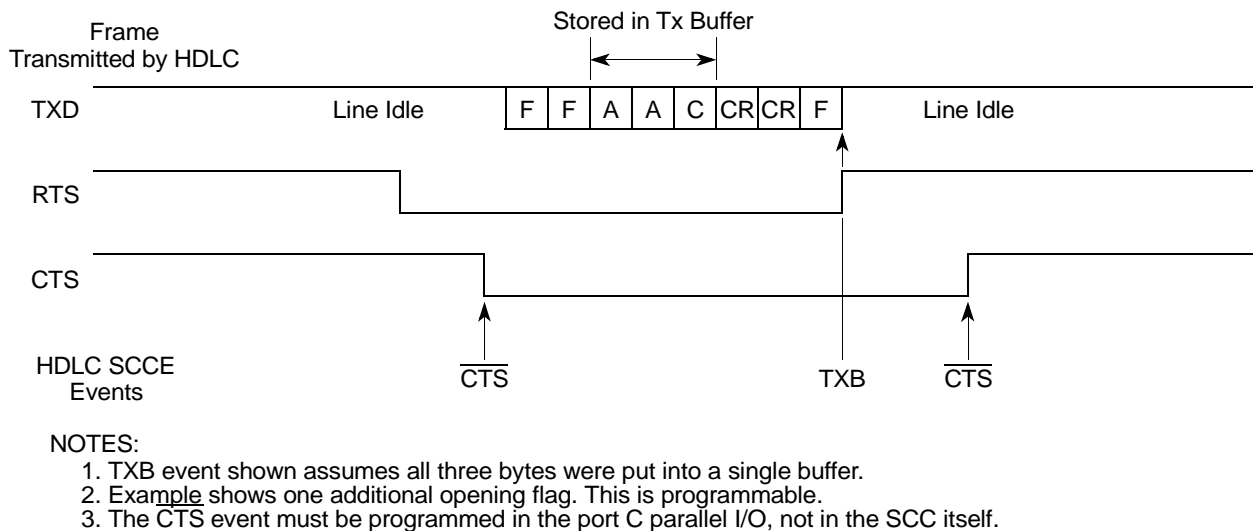 Frame
Transmitted by HDLC
Stored in Tx Buffer
TXD
Line Idle
F F A A C CR CR F
Line Idle
RTS
CTS
HDLC SCCE
Events
CTS
TXB
CTS
NOTES:
1. TXB event shown assumes all three bytes were put into a single buffer.
2. Example shows one additional opening flag. This is programmable.
3. The CTS event must be programmed in the port C parallel I/O, not in the SCC itself.